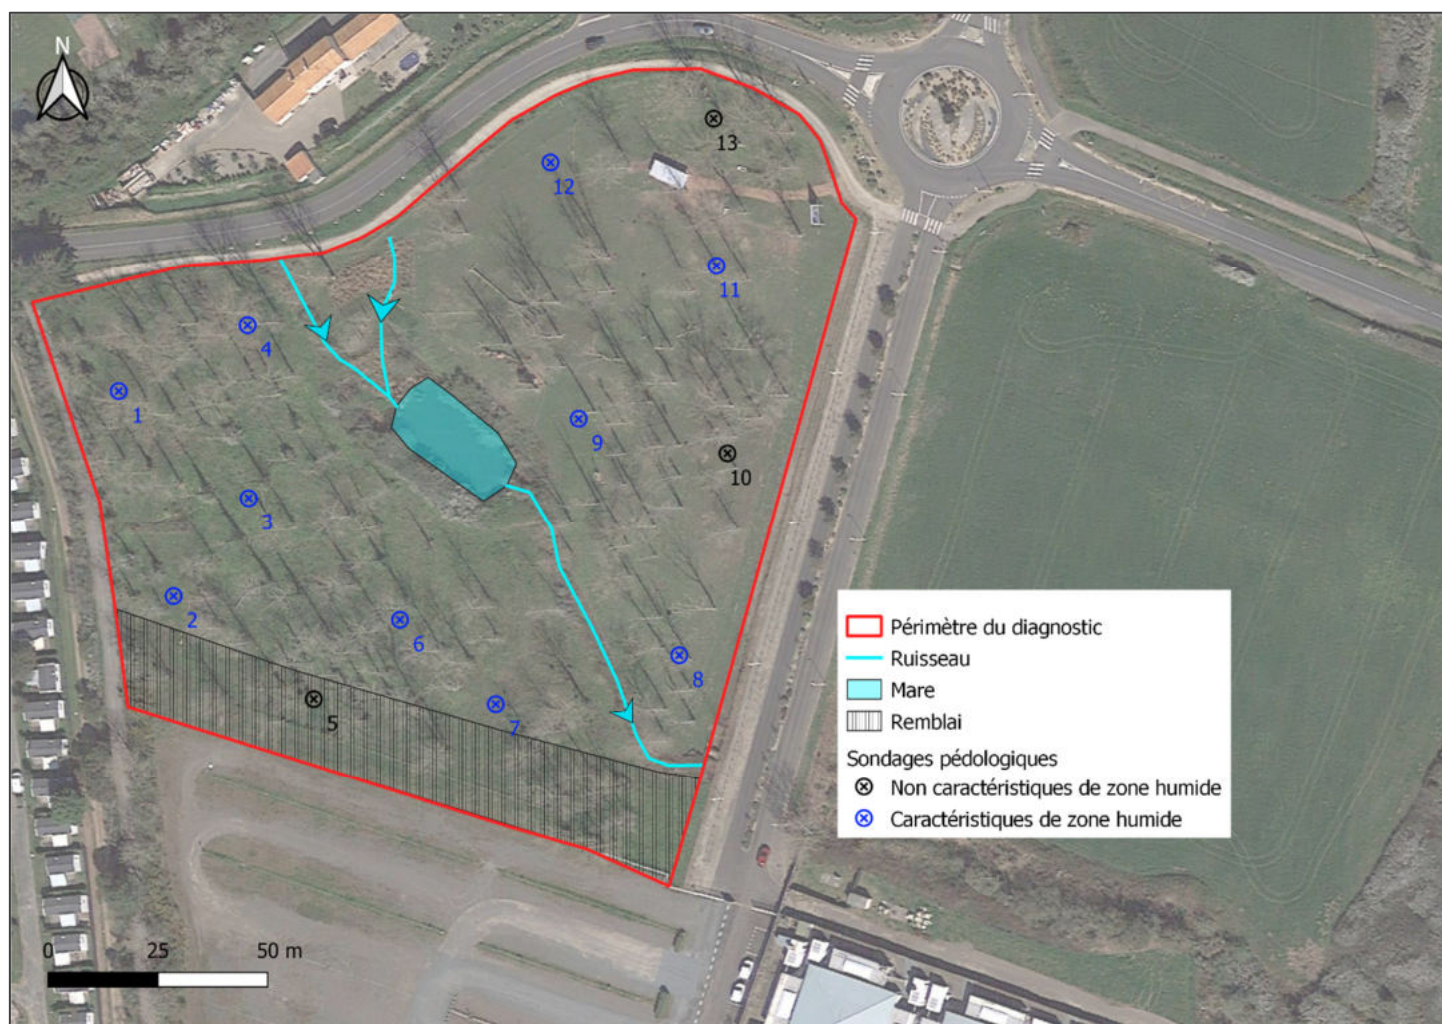 N
13
12
11
4
1
9
10
3
2
6
8
7
5
Périmètre du diagnostic
Ruisseau
Mare
Remblai
Sondages pédologiques
Non caractéristiques de zone humide
Caractéristiques de zone humide
0 25 50 m